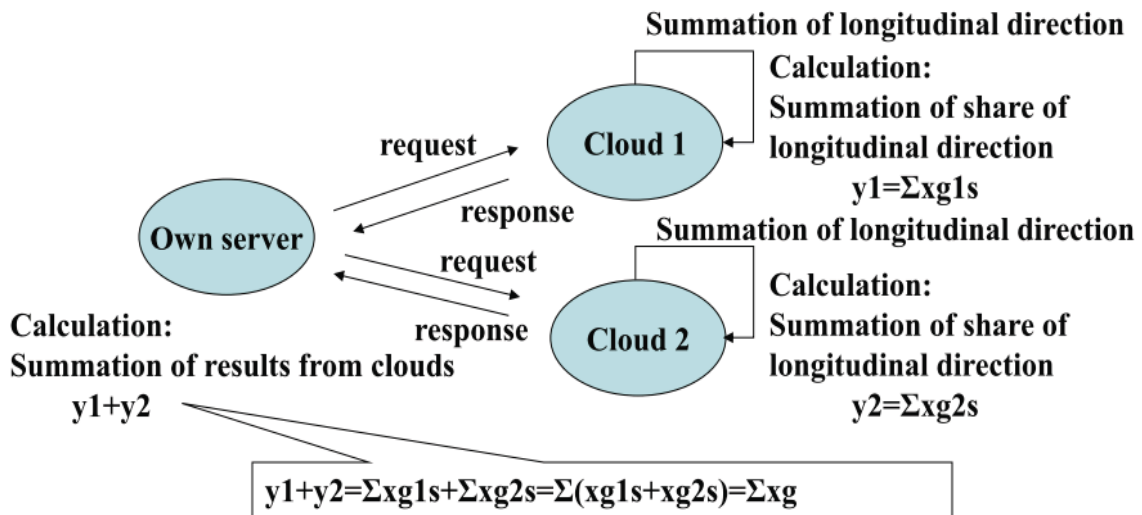 Summation of longitudinal direction
Calculation:
Summation of share of
longitudinal direction
y1=Σxg1s
Cloud 1
request
response
Own server
Summation of longitudinal direction
request
response
Cloud 2
Calculation:
Summation of share of
longitudinal direction
y2=Σxg2s
Calculation:
Summation of results from clouds
y1+y2
y1+y2=Σxg1s+Σxg2s=Σ(xg1s+xg2s)=Σxg